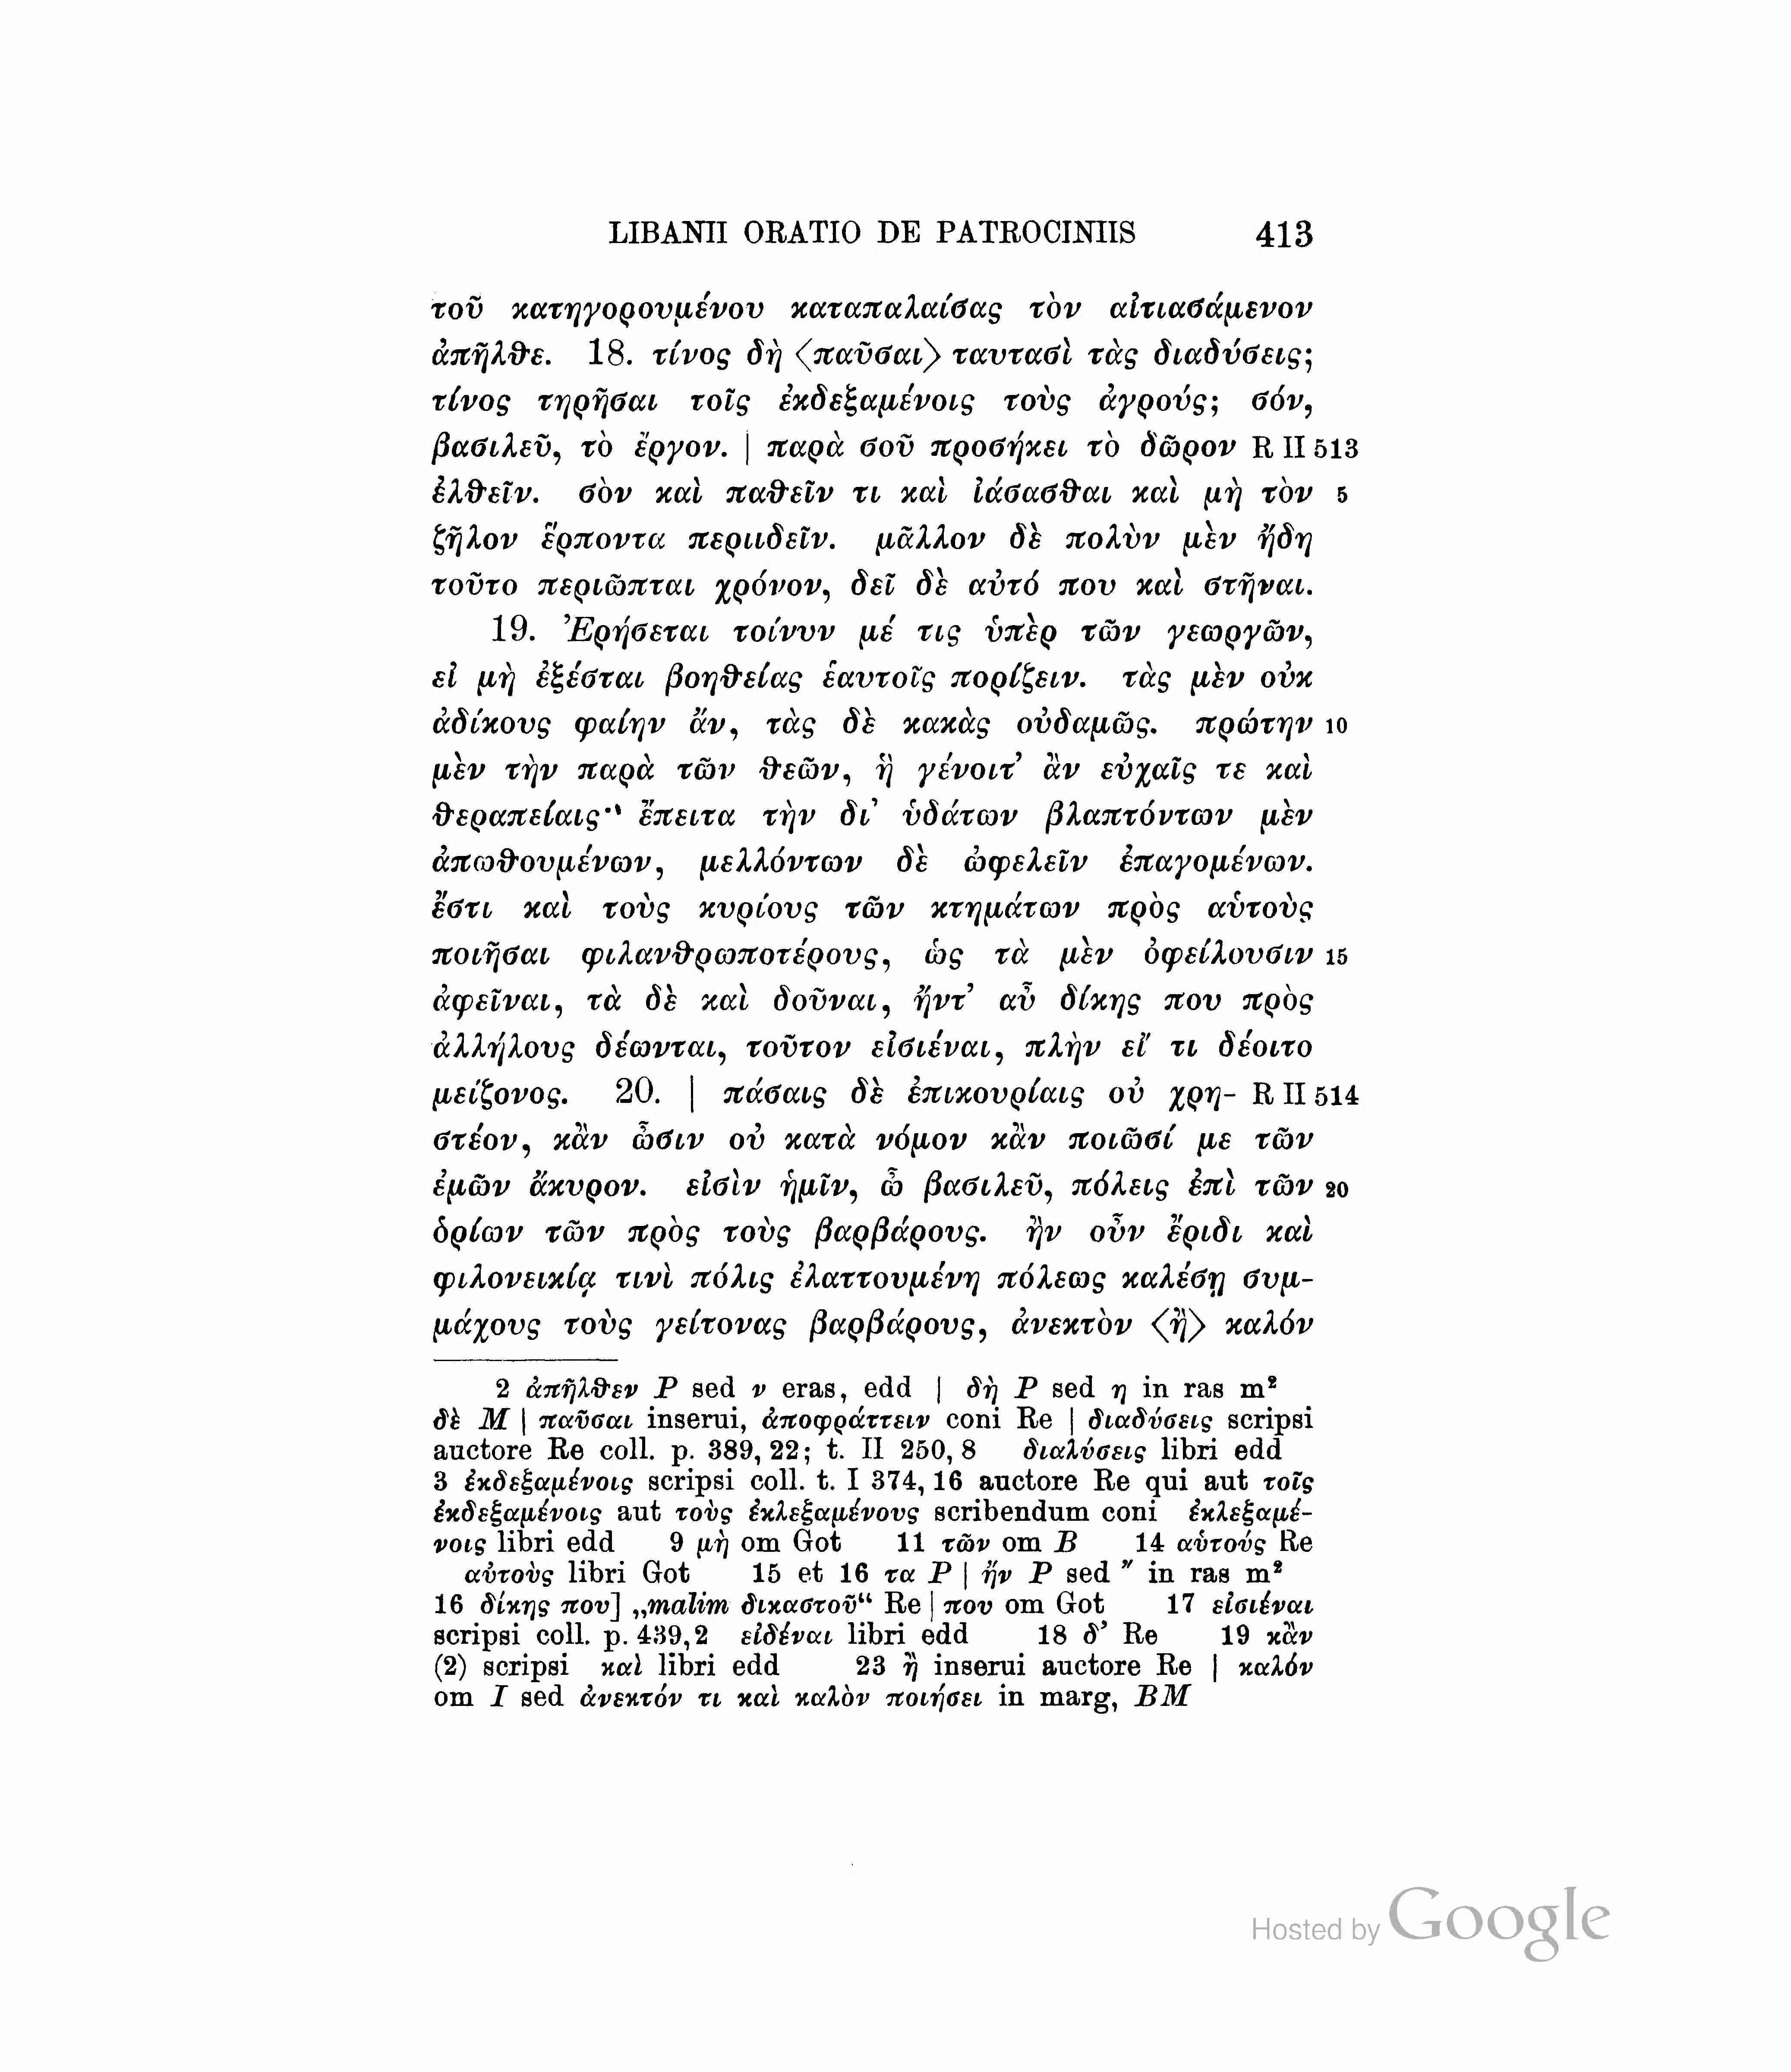 LIBANII ORATIO DE PATROCINIIS 413
τοῦ κατηγορουμένου καταπαλαίσας τὸν αἰτιασάμενον
ἀπῆλθε. 18. τίνος δὴ ⟨παῦσαι⟩ ταυτασὶ τὰς διαδύσεις;
τίνος τηρῆσαι τοῖς ἐκδεξαμένοις τοὺς ἀγρούς; σόν,
βασιλεῦ, τὸ ἔργον. | παρὰ σοῦ προσήκει τὸ δῶρον R II 513
ἐλθεῖν. σὸν καὶ παθεῖν τι καὶ ἰάσασθαι καὶ μὴ τὸν 5
ζῆλον ἕρποντα περιιδεῖν. μᾶλλον δὲ πολὺν μὲν ἤδη
τοῦτο περιῶπται χρόνον, δεῖ δὲ αὐτό που καὶ στῆναι.
19. Ἐρήσεται τοίνυν μέ τις ὑπὲρ τῶν γεωργῶν,
εἰ μὴ ἐξέσται βοηθείας ἑαυτοῖς πορίζειν. τὰς μὲν οὐκ
ἀδίκους φαίην ἄν, τὰς δὲ κακὰς οὐδαμῶς. πρώτην 10
μὲν τὴν παρὰ τῶν θεῶν, ἣ γένοιτ’ ἂν εὐχαῖς τε καὶ
θεραπείαις·‛ ἔπειτα τὴν δι’ ὑδάτων βλαπτόντων μὲν
ἀπωθουμένων, μελλόντων δὲ ὠφελεῖν ἐπαγομένων.
ἔστι καὶ τοὺς κυρίους τῶν κτημάτων πρὸς αὑτοὺς
ποιῆσαι φιλανθρωποτέρους, ὡς τὰ μὲν ὀφείλουσιν 15
ἀφεῖναι, τὰ δὲ καὶ δοῦναι, ἤντ’ αὖ δίκης που πρὸς
ἀλλήλους δέωνται, τοῦτον εἰσιέναι, πλὴν εἴ τι δέοιτο
μείζονος. 20. | πάσαις δὲ ἐπικουρίαις οὐ χρη- R II 514
στέον, κἂν ὦσιν οὐ κατὰ νόμον κἂν ποιῶσί με τῶν
ἐμῶν ἄκυρον. εἰσὶν ἡμῖν, ὦ βασιλεῦ, πόλεις ἐπὶ τῶν 20
ὁρίων τῶν πρὸς τοὺς βαρβάρους. ἢν οὖν ἔριδι καὶ
φιλονεικίᾳ τινὶ πόλις ἐλαττουμένη πόλεως καλέσῃ συμ-
μάχους τοὺς γείτονας βαρβάρους, ἀνεκτὸν ⟨ἢ⟩ καλόν
2 ἀπῆλθεν P sed ν eras, edd | δὴ P sed η in ras m²
δὲ M | παῦσαι inserui, ἀποφράττειν coni Re | διαδύσεις scripsi
auctore Re coll. p. 389, 22; t. II 250, 8 διαλύσεις libri edd
3 ἐκδεξαμένοις scripsi coll. t. I 374, 16 auctore Re qui aut τοῖς
ἐκδεξαμένοις aut τοὺς ἐκλεξαμένους scribendum coni ἐκλεξαμέ-
νοις libri edd 9 μὴ om Got 11 τῶν om B 14 αὑτούς Re
αὐτοὺς libri Got 15 et 16 τα P | ἤν P sed ʺ in ras m²
16 δίκης που] „malim δικαστοῦ“ Re | που om Got 17 εἰσιέναι
scripsi coll. p. 439, 2 εἰδέναι libri edd 18 δ’ Re 19 κἂν
(2) scripsi καὶ libri edd 23 ἢ inserui auctore Re | καλόν
om I sed ἀνεκτόν τι καὶ καλὸν ποιήσει in marg, BM
Hosted by Google